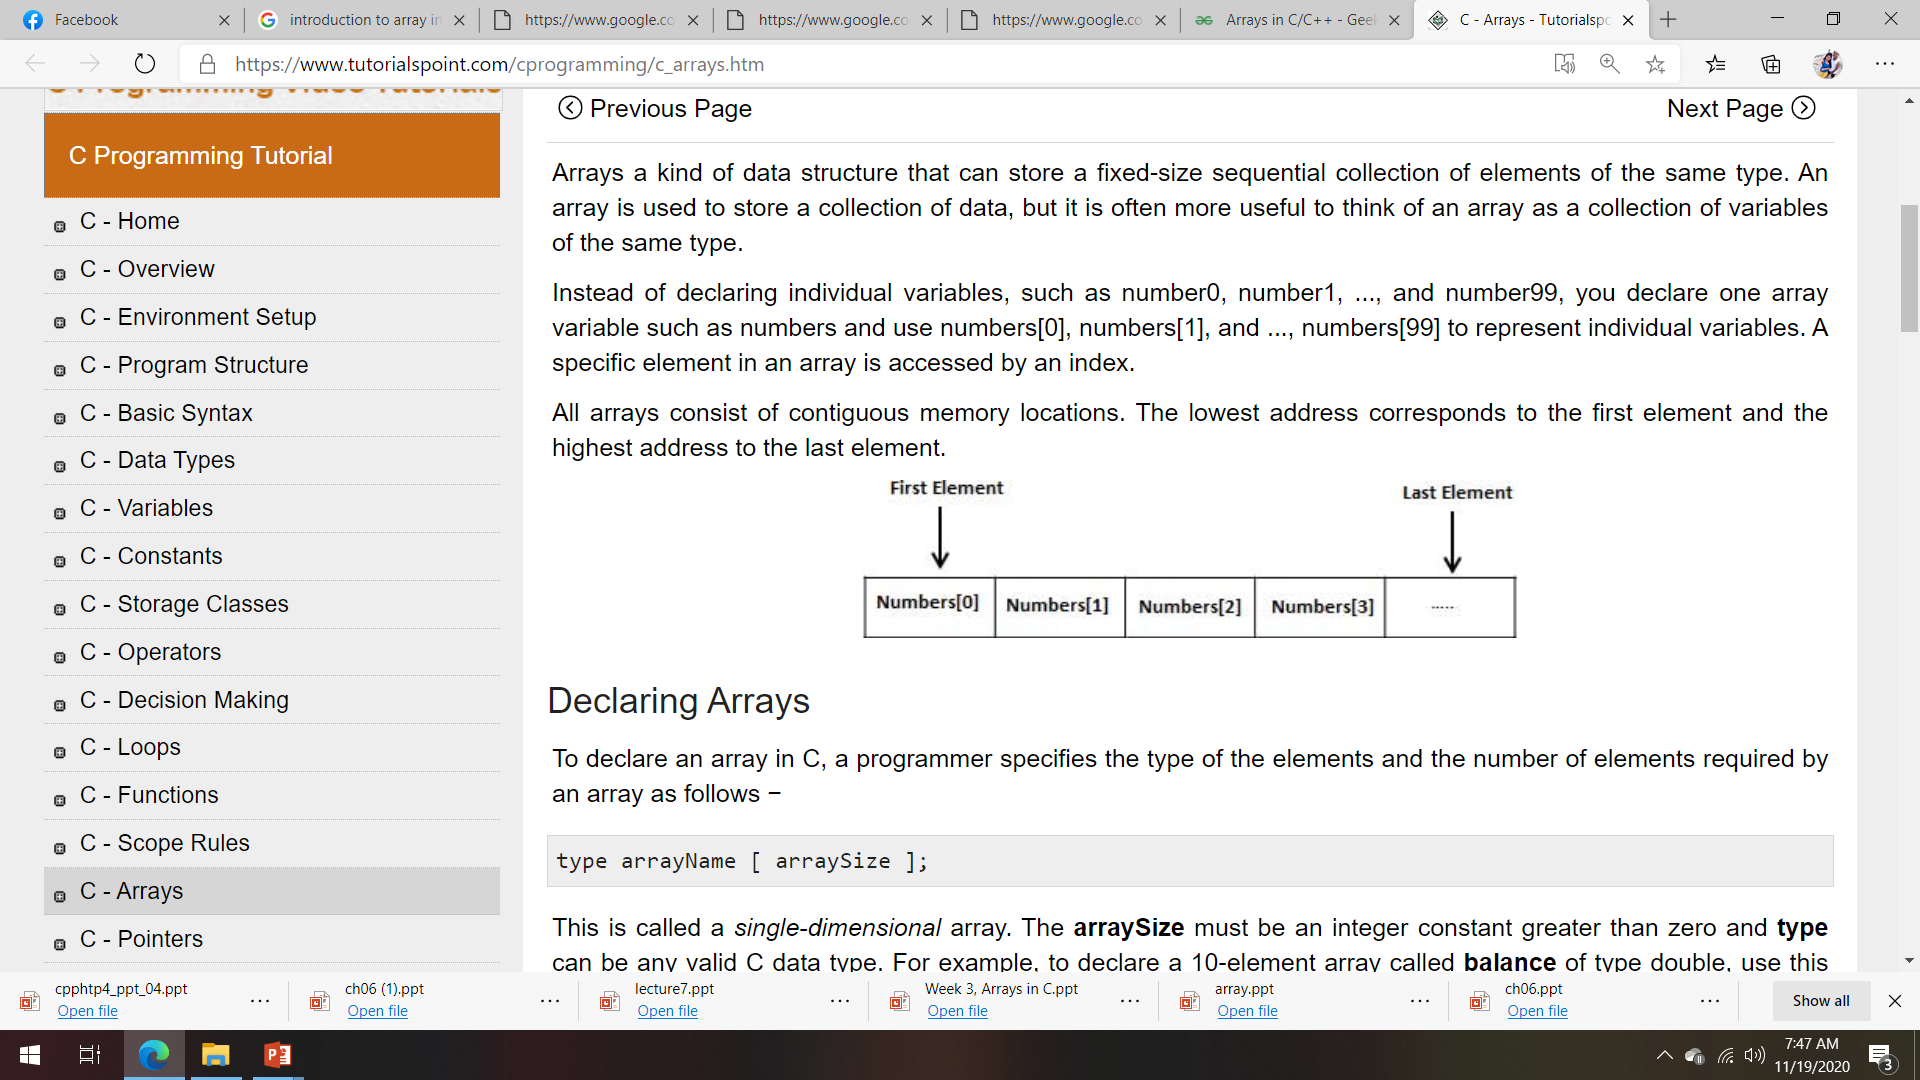 Facebook
introduction to array in
https://www.google.co
https://www.google.co
https://www.google.co
Arrays in C/C++ - Geek
C - Arrays - Tutorialspo
https://www.tutorialspoint.com/cprogramming/c_arrays.htm
C Programming Video Tutorials
C Programming Tutorial
C - Home
C - Overview
C - Environment Setup
C - Program Structure
C - Basic Syntax
C - Data Types
C - Variables
C - Constants
C - Storage Classes
C - Operators
C - Decision Making
C - Loops
C - Functions
C - Scope Rules
C - Arrays
C - Pointers
Previous Page
Next Page
Arrays a kind of data structure that can store a fixed-size sequential collection of elements of the same type. An
array is used to store a collection of data, but it is often more useful to think of an array as a collection of variables
of the same type.
Instead of declaring individual variables, such as number0, number1, ..., and number99, you declare one array
variable such as numbers and use numbers[0], numbers[1], and ..., numbers[99] to represent individual variables. A
specific element in an array is accessed by an index.
All arrays consist of contiguous memory locations. The lowest address corresponds to the first element and the
highest address to the last element.
First Element
Last Element
Numbers[0] Numbers[1] Numbers[2] Numbers[3] .....
Declaring Arrays
To declare an array in C, a programmer specifies the type of the elements and the number of elements required by
an array as follows −
type arrayName [ arraySize ];
This is called a single-dimensional array. The arraySize must be an integer constant greater than zero and type
can be any valid C data type. For example, to declare a 10-element array called balance of type double, use this
cpphtp4_ppt_04.ppt
Open file
ch06 (1).ppt
Open file
lecture7.ppt
Open file
Week 3, Arrays in C.ppt
Open file
array.ppt
Open file
ch06.ppt
Open file
Show all
7:47 AM
11/19/2020
3